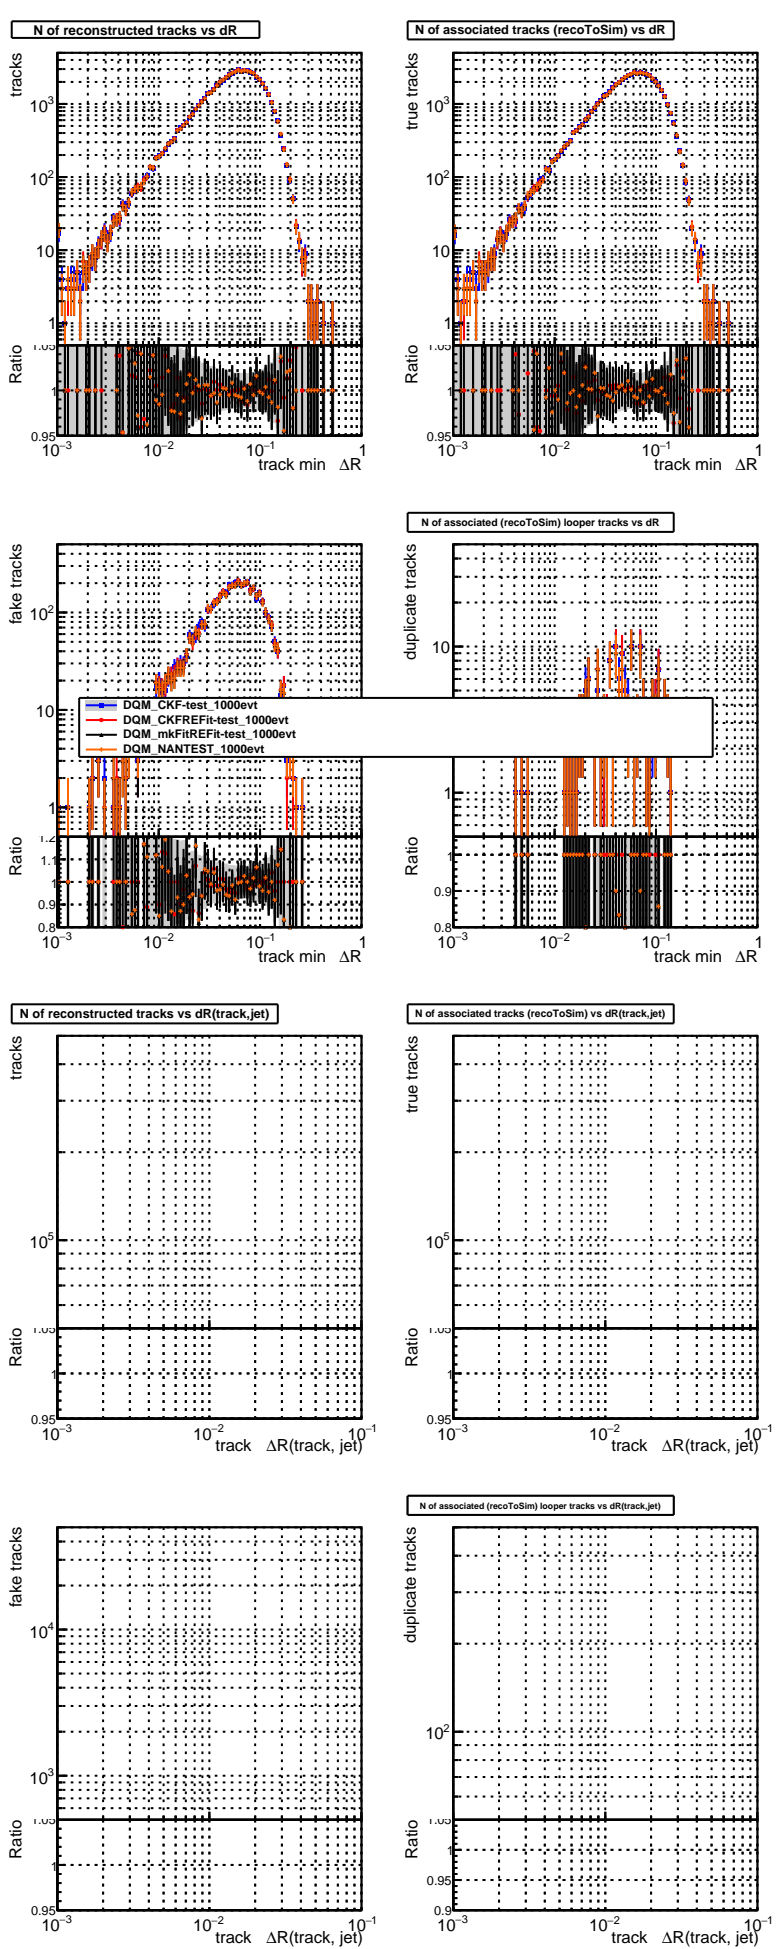 N of reconstructed tracks vs dR
tracks
10³
10²
10
1
Ratio
1.05
1
0.95
10⁻³ 10⁻² 10⁻¹ 1
track min ΔR
N of associated tracks (recoToSim) vs dR
true tracks
10³
10²
10
1
Ratio
1.05
1
0.95
10⁻³ 10⁻² 10⁻¹ 1
track min ΔR
fake tracks
10²
10
1
Ratio
1.2
1.1
1
0.9
0.8
10⁻³ 10⁻² 10⁻¹ 1
track min ΔR
N of associated (recoToSim) looper tracks vs dR
duplicate tracks
10
1
Ratio
1
0.9
0.8
10⁻³ 10⁻² 10⁻¹ 1
track min ΔR
DQM_CKF-test_1000evt
DQM_CKFREFit-test_1000evt
DQM_mkFitREFit-test_1000evt
DQM_NANTEST_1000evt
N of reconstructed tracks vs dR(track,jet)
tracks
10⁵
Ratio
1.05
1
0.95
10⁻³ 10⁻² 10⁻¹
track ΔR(track, jet)
N of associated tracks (recoToSim) vs dR(track,jet)
true tracks
10⁵
Ratio
1.05
1
0.95
10⁻³ 10⁻² 10⁻¹
track ΔR(track, jet)
fake tracks
10⁴
10³
Ratio
1.05
1
0.95
10⁻³ 10⁻² 10⁻¹
track ΔR(track, jet)
N of associated (recoToSim) looper tracks vs dR(track,jet)
duplicate tracks
10²
Ratio
1.05
1
0.95
0.9
10⁻³ 10⁻² 10⁻¹
track ΔR(track, jet)